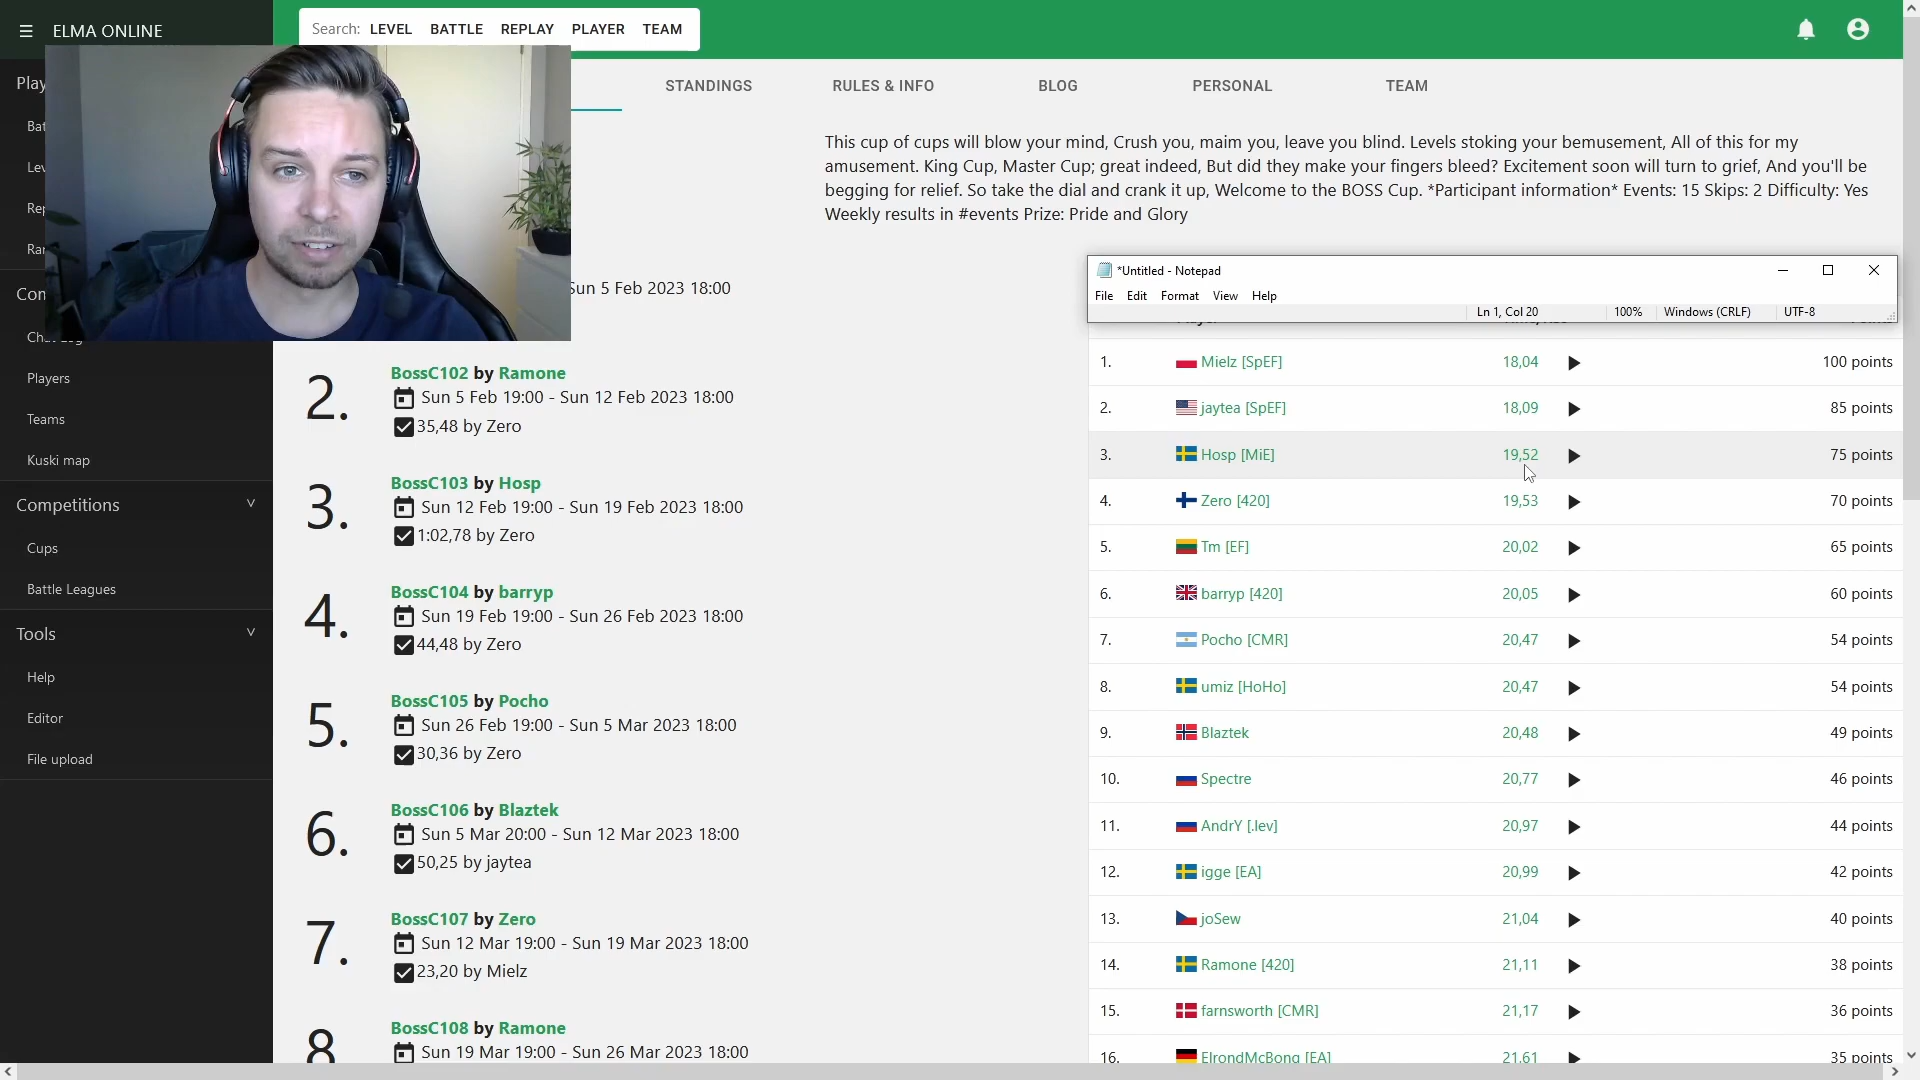 ☰ ELMA ONLINE
Search: LEVEL BATTLE REPLAY PLAYER TEAM
STANDINGS RULES & INFO BLOG PERSONAL TEAM
Players
Teams
Kuski map
Competitions
Cups
Battle Leagues
Tools
Help
Editor
File upload
This cup of cups will blow your mind, Crush you, maim you, leave you blind. Levels stoking your bemusement, All of this for my
amusement. King Cup, Master Cup; great indeed, But did they make your fingers bleed? Excitement soon will turn to grief, And you'll be
begging for relief. So take the dial and crank it up, Welcome to the BOSS Cup. *Participant information* Events: 15 Skips: 2 Difficulty: Yes
Weekly results in #events Prize: Pride and Glory
Sun 5 Feb 2023 18:00
2.
BossC102 by Ramone
Sun 5 Feb 19:00 - Sun 12 Feb 2023 18:00
35,48 by Zero
3.
BossC103 by Hosp
Sun 12 Feb 19:00 - Sun 19 Feb 2023 18:00
1:02,78 by Zero
4.
BossC104 by barryp
Sun 19 Feb 19:00 - Sun 26 Feb 2023 18:00
44,48 by Zero
5.
BossC105 by Pocho
Sun 26 Feb 19:00 - Sun 5 Mar 2023 18:00
30,36 by Zero
6.
BossC106 by Blaztek
Sun 5 Mar 20:00 - Sun 12 Mar 2023 18:00
50,25 by jaytea
7.
BossC107 by Zero
Sun 12 Mar 19:00 - Sun 19 Mar 2023 18:00
23,20 by Mielz
8
BossC108 by Ramone
Sun 19 Mar 19:00 - Sun 26 Mar 2023 18:00
*Untitled - Notepad
File Edit Format View Help
Ln 1, Col 20 100% Windows (CRLF) UTF-8
1. Mielz [SpEF] 18,04 100 points
2. jaytea [SpEF] 18,09 85 points
3. Hosp [MiE] 19,52 75 points
4. Zero [420] 19,53 70 points
5. Tm [EF] 20,02 65 points
6. barryp [420] 20,05 60 points
7. Pocho [CMR] 20,47 54 points
8. umiz [HoHo] 20,47 54 points
9. Blaztek 20,48 49 points
10. Spectre 20,77 46 points
11. AndrY [.lev] 20,97 44 points
12. igge [EA] 20,99 42 points
13. joSew 21,04 40 points
14. Ramone [420] 21,11 38 points
15. farnsworth [CMR] 21,17 36 points
16. ElrondMcBong [EA] 21,61 35 points